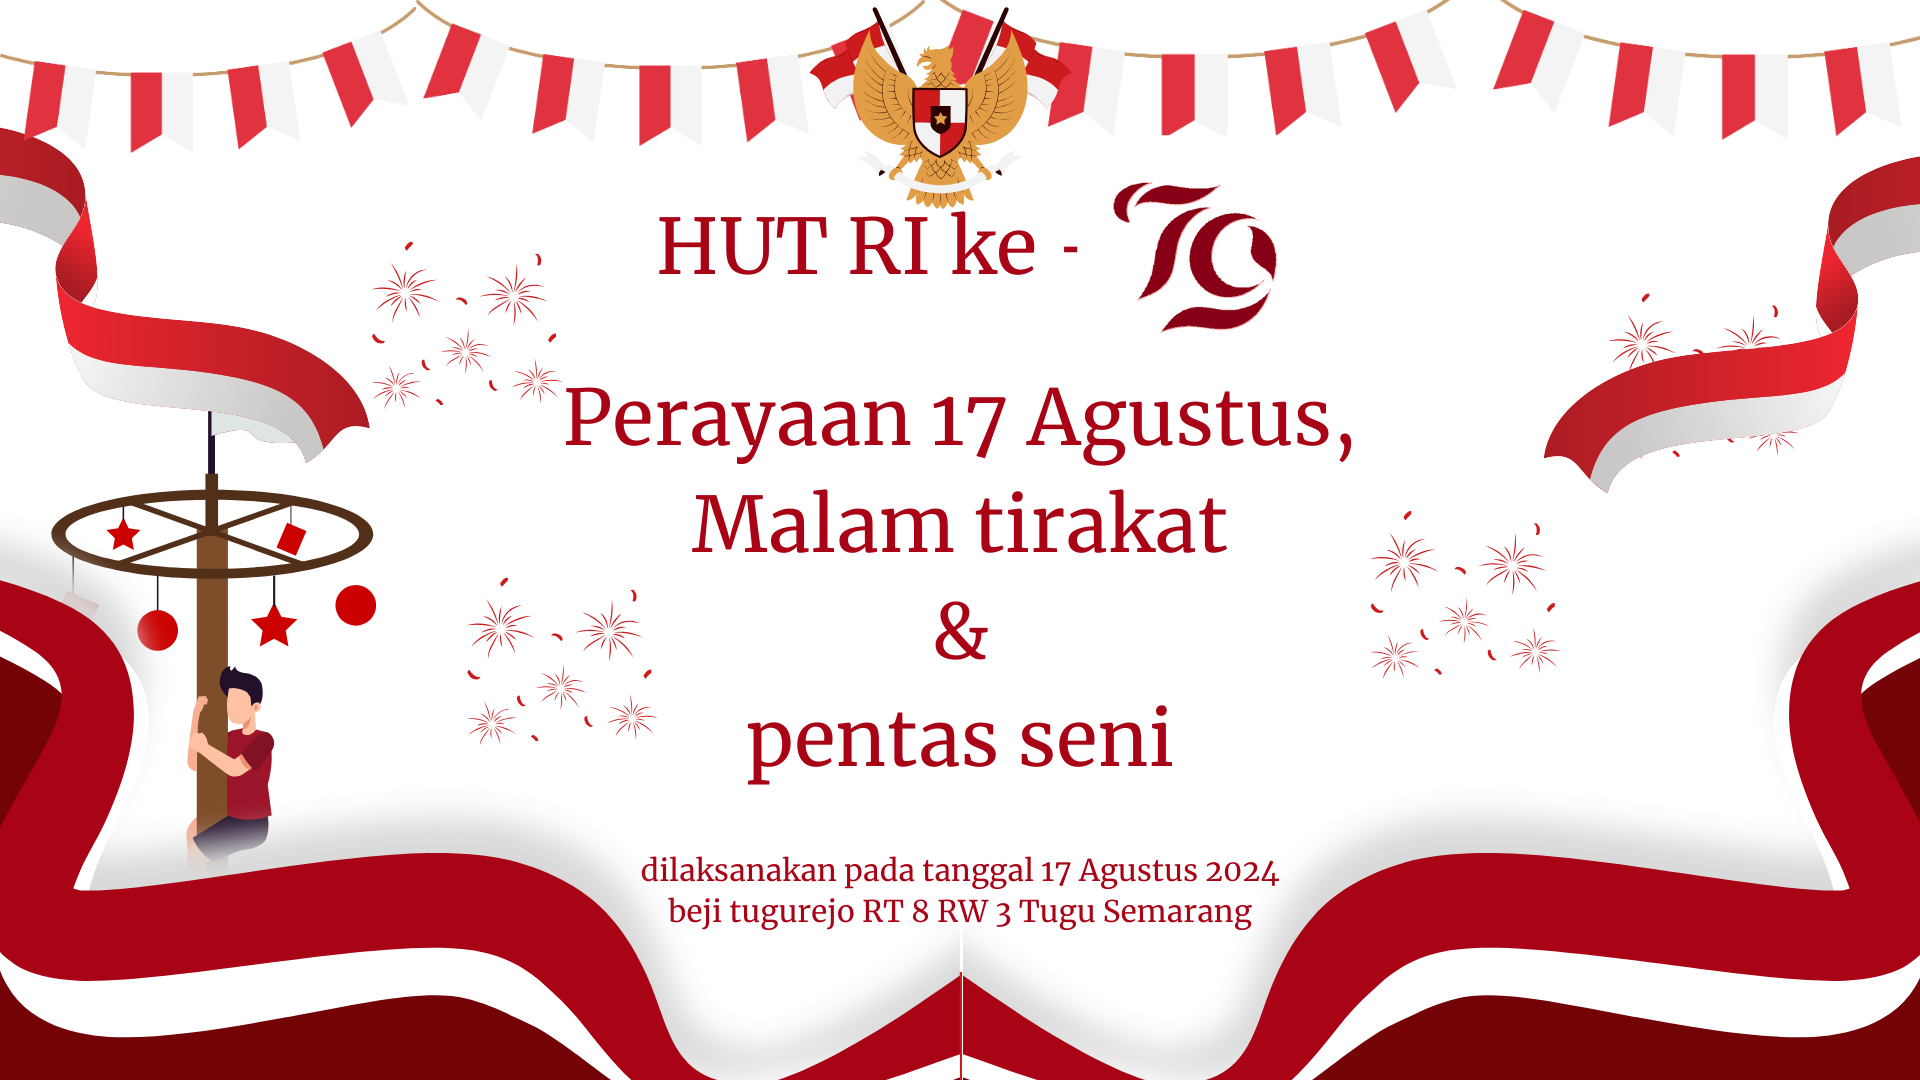 HUT RI ke - 79
Perayaan 17 Agustus,
Malam tirakat
&
pentas seni
dilaksanakan pada tanggal 17 Agustus 2024
beji tugurejo RT 8 RW 3 Tugu Semarang